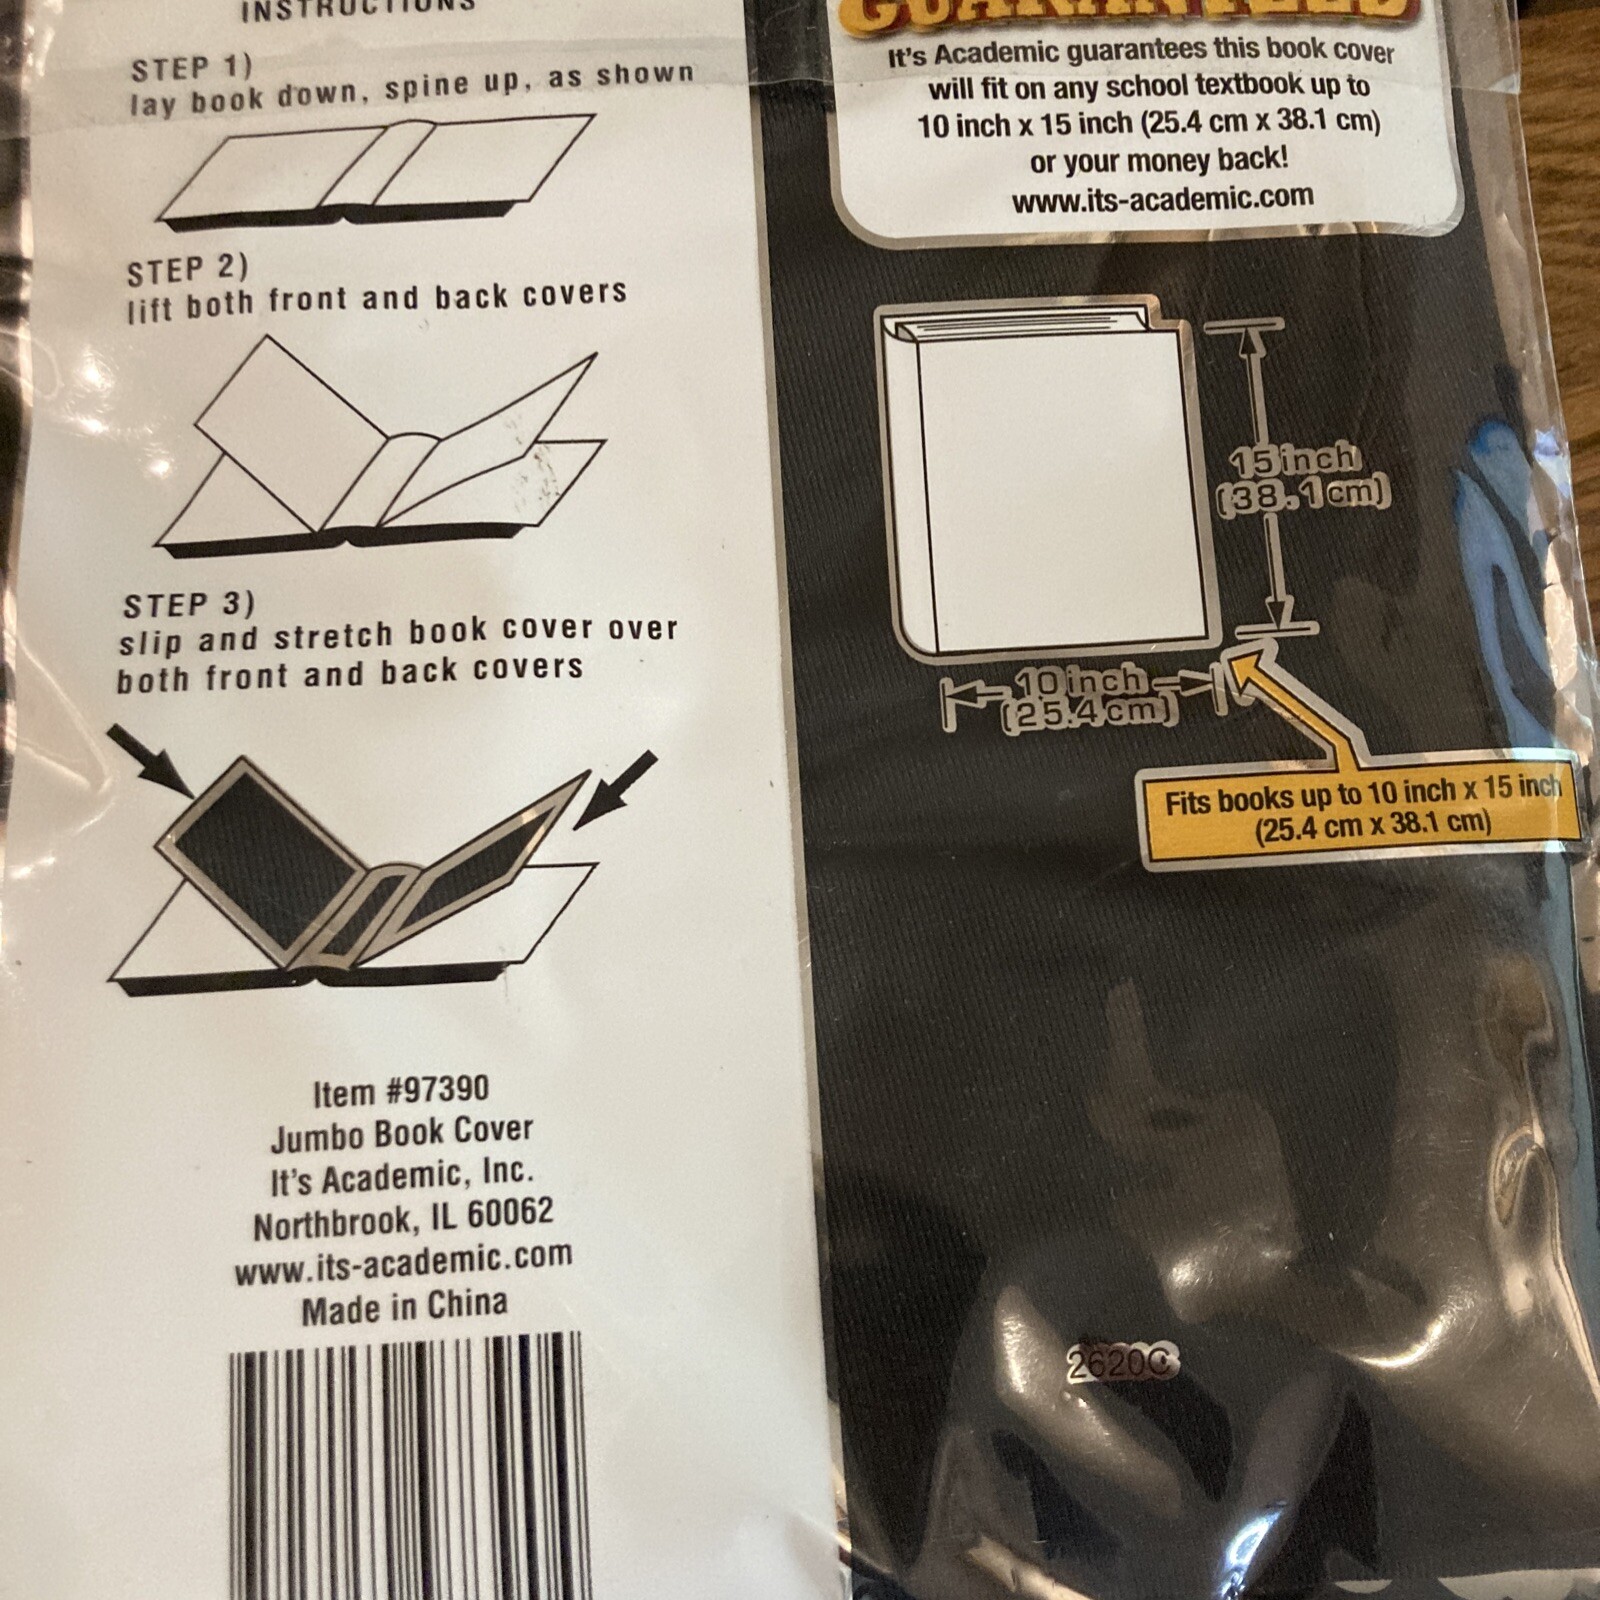 INSTRUCTIONS
STEP 1)
lay book down, spine up, as shown
STEP 2)
lift both front and back covers
STEP 3)
slip and stretch book cover over
both front and back covers
Item #97390
Jumbo Book Cover
It's Academic, Inc.
Northbrook, IL 60062
www.its-academic.com
Made in China
GUARANTEED
It's Academic guarantees this book cover
will fit on any school textbook up to
10 inch x 15 inch (25.4 cm x 38.1 cm)
or your money back!
www.its-academic.com
15 inch
(38.1cm)
10 inch
(25.4cm)
Fits books up to 10 inch x 15 inch
(25.4 cm x 38.1 cm)
2620C